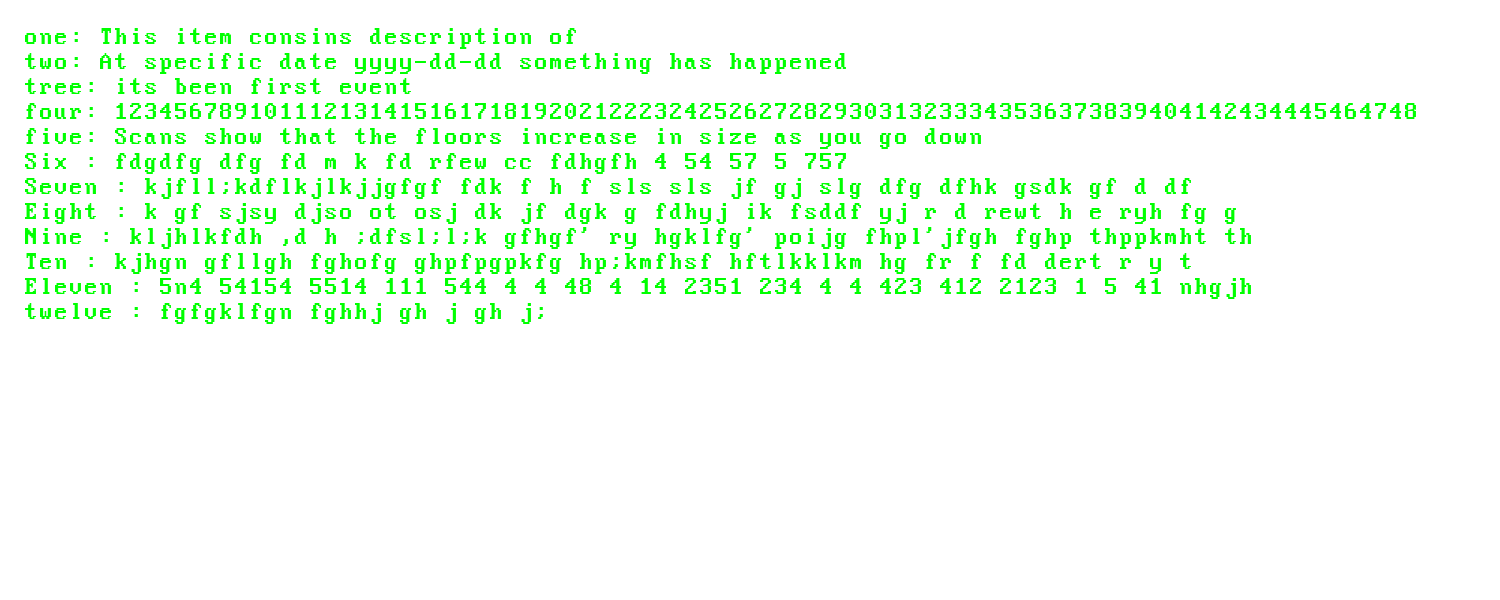 one: This item consins description of
two: At specific date yyyy-dd-dd something has happened
tree: its been first event
four: 123456789101112131415161718192021222324252627282930313233343536373839404142434445464748
five: Scans show that the floors increase in size as you go down
Six : fdgdfg dfg fd m k fd rfew cc fdhgfh 4 54 57 5 757
Seven : kjfll;kdflkjlkjjgfgf fdk f h f sls sls jf gj slg dfg dfhk gsdk gf d df
Eight : k gf sjsy djso ot osj dk jf dgk g fdhyj ik fsddf yj r d rewt h e ryh fg g
Nine : kljhlkfdh ,d h ;dfsl;l;k gfhgf' ry hgklfg' poijg fhpl'jfgh fghp thppkmht th
Ten : kjhgn gfllgh fghofg ghpfpgpkfg hp;kmfhsf hftlkklkm hg fr f fd dert r y t
Eleven : 5n4 54154 5514 111 544 4 4 48 4 14 2351 234 4 4 423 412 2123 1 5 41 nhgjh
twelve : fgfgklfgn fghhj gh j gh j;